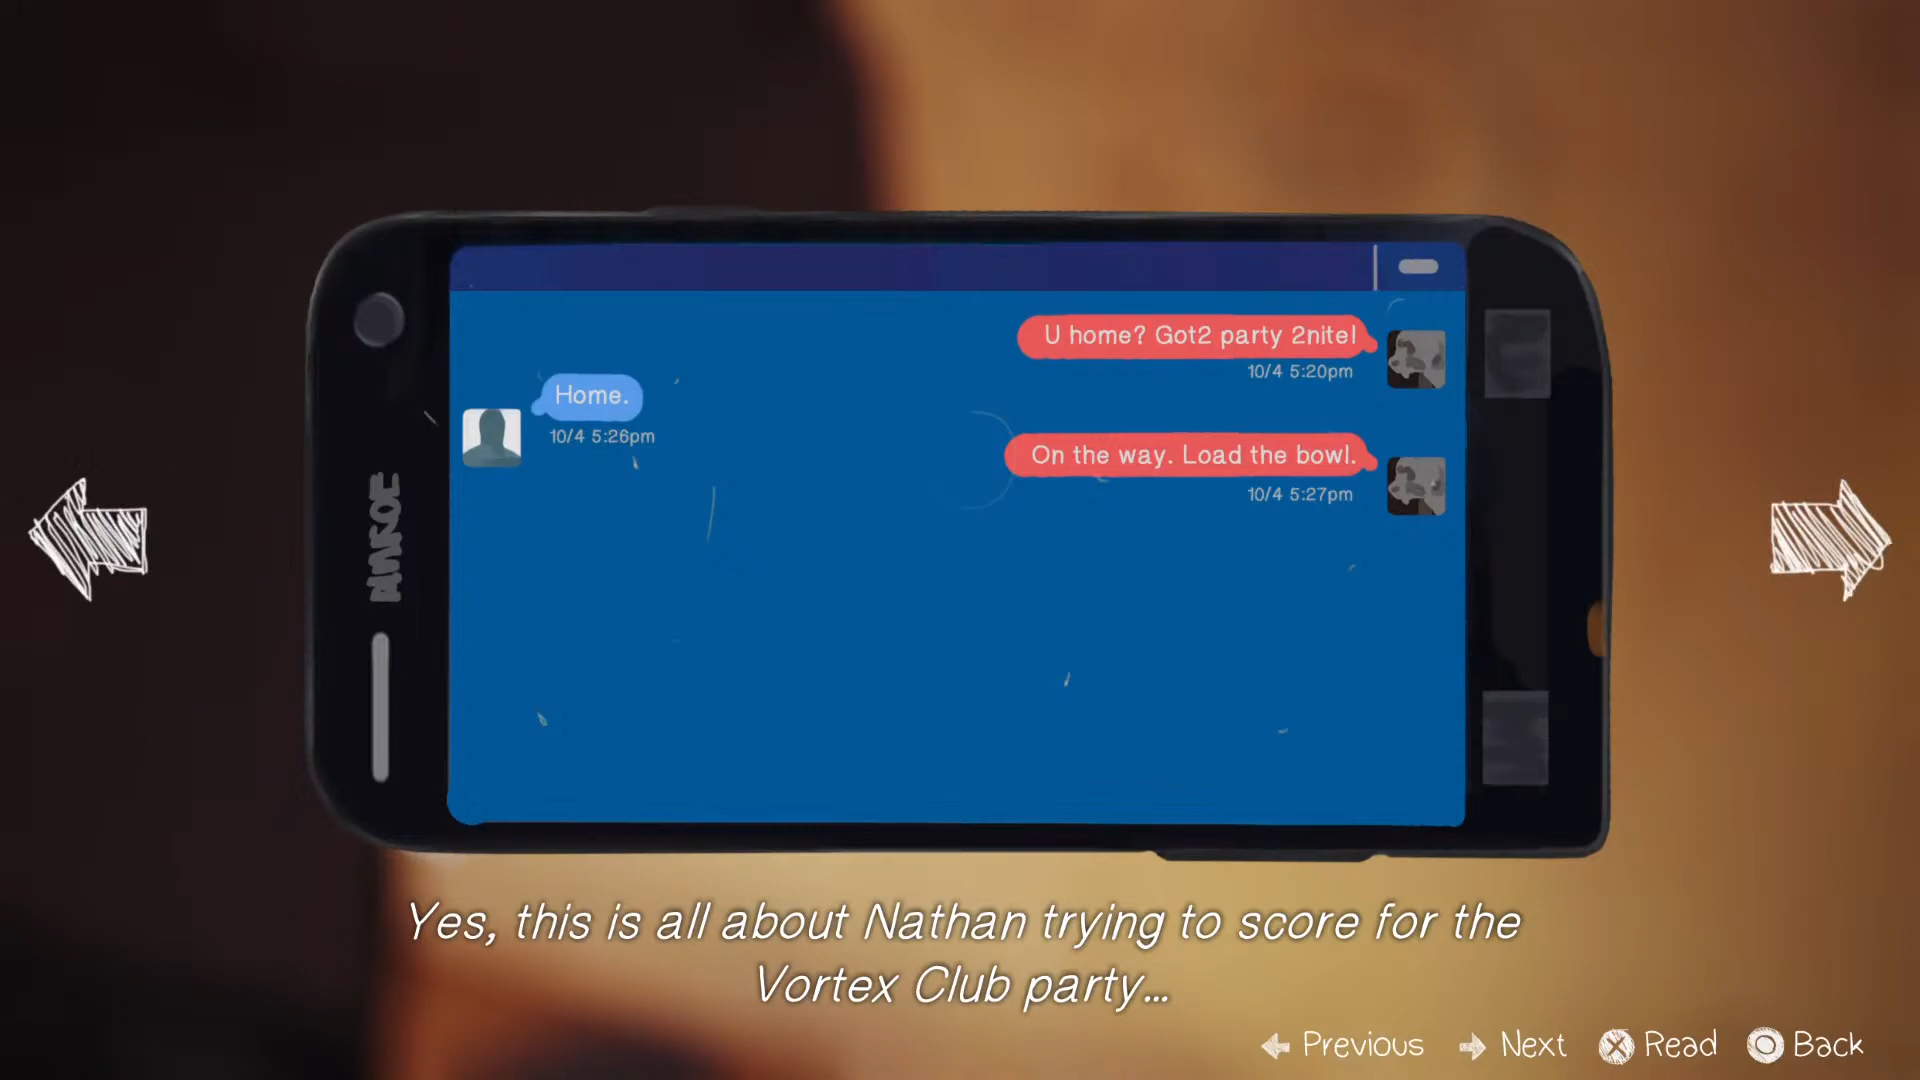 U home? Got2 party 2nite!
10/4 5:20pm
Home.
10/4 5:26pm
On the way. Load the bowl.
10/4 5:27pm
Yes, this is all about Nathan trying to score for the
Vortex Club party...
Previous Next Read Back